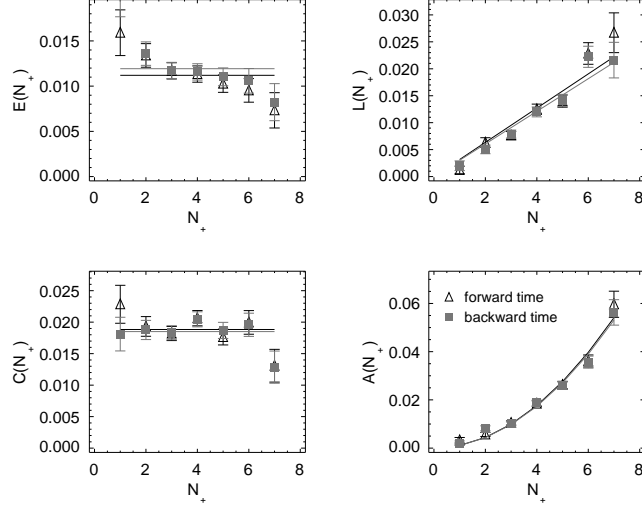 E(N+)
0.015
0.010
0.005
0.000
0 2 4 6 8
N+
L(N+)
0.030
0.025
0.020
0.015
0.010
0.005
0.000
0 2 4 6 8
N+
C(N+)
0.025
0.020
0.015
0.010
0.005
0.000
0 2 4 6 8
N+
A(N+)
0.06
0.04
0.02
0.00
forward time
backward time
0 2 4 6 8
N+